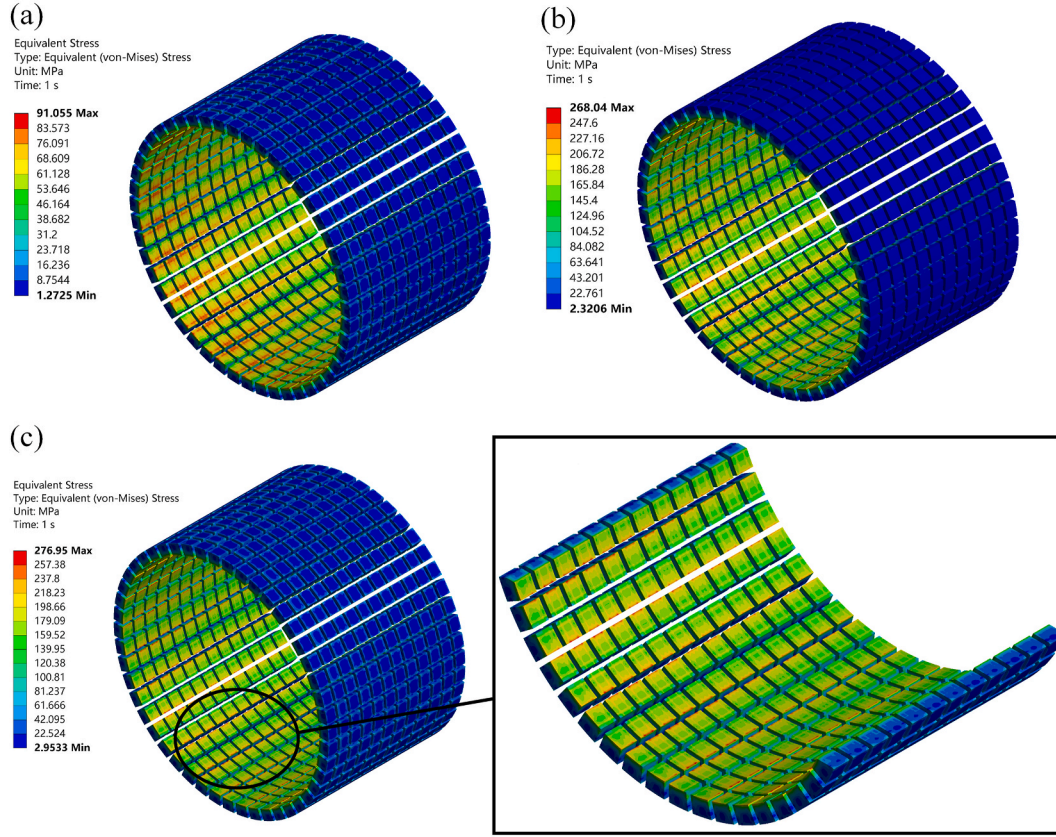 (a)
Equivalent Stress
Type: Equivalent (von-Mises) Stress
Unit: MPa
Time: 1 s
91.055 Max
83.573
76.091
68.609
61.128
53.646
46.164
38.682
31.2
23.718
16.236
8.7544
1.2725 Min
(b)
Type: Equivalent (von-Mises) Stress
Unit: MPa
Time: 1 s
268.04 Max
247.6
227.16
206.72
186.28
165.84
145.4
124.96
104.52
84.082
63.641
43.201
22.761
2.3206 Min
(c)
Equivalent Stress
Type: Equivalent (von-Mises) Stress
Unit: MPa
Time: 1 s
276.95 Max
257.38
237.8
218.23
198.66
179.09
159.52
139.95
120.38
100.81
81.237
61.666
42.095
22.524
2.9533 Min